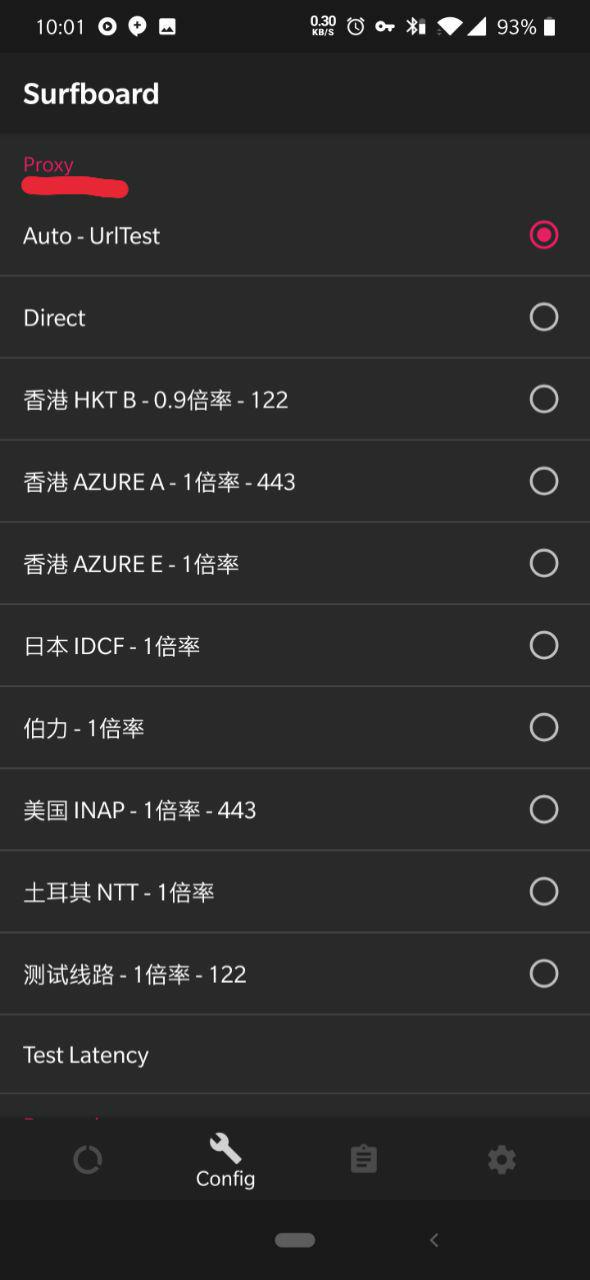 10:01 0.30 KB/S 93%
Surfboard
Proxy
Auto - UrlTest
Direct
香港 HKT B - 0.9倍率 - 122
香港 AZURE A - 1倍率 - 443
香港 AZURE E - 1倍率
日本 IDCF - 1倍率
伯力 - 1倍率
美国 INAP - 1倍率 - 443
土耳其 NTT - 1倍率
测试线路 - 1倍率 - 122
Test Latency
Config